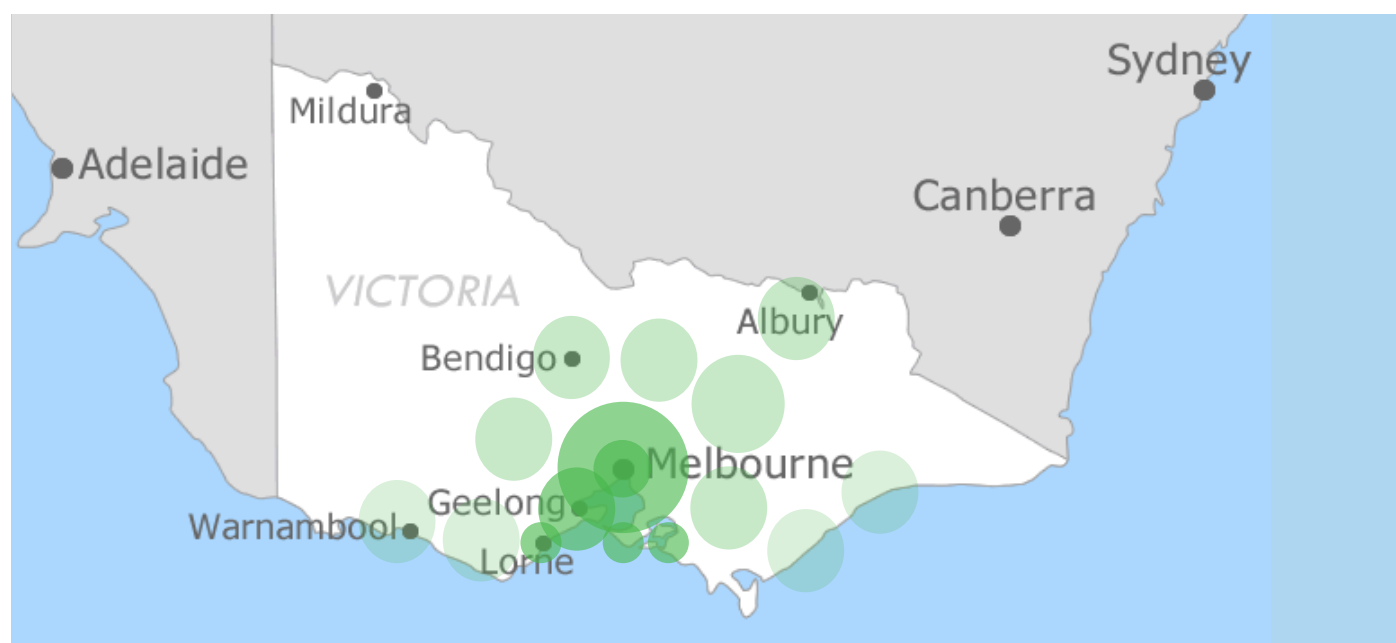 Sydney
Mildura
Adelaide
Canberra
VICTORIA
Albury
Bendigo
Melbourne
Geelong
Warnambool
Lorne